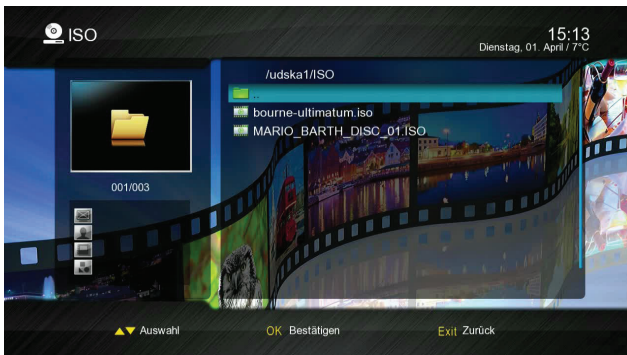 ISO
15:13
Dienstag, 01. April / 7°C
/udska1/ISO
..
bourne-ultimatum.iso
MARIO_BARTH_DISC_01.ISO
001/003
Auswahl
OK Bestätigen
Exit Zurück